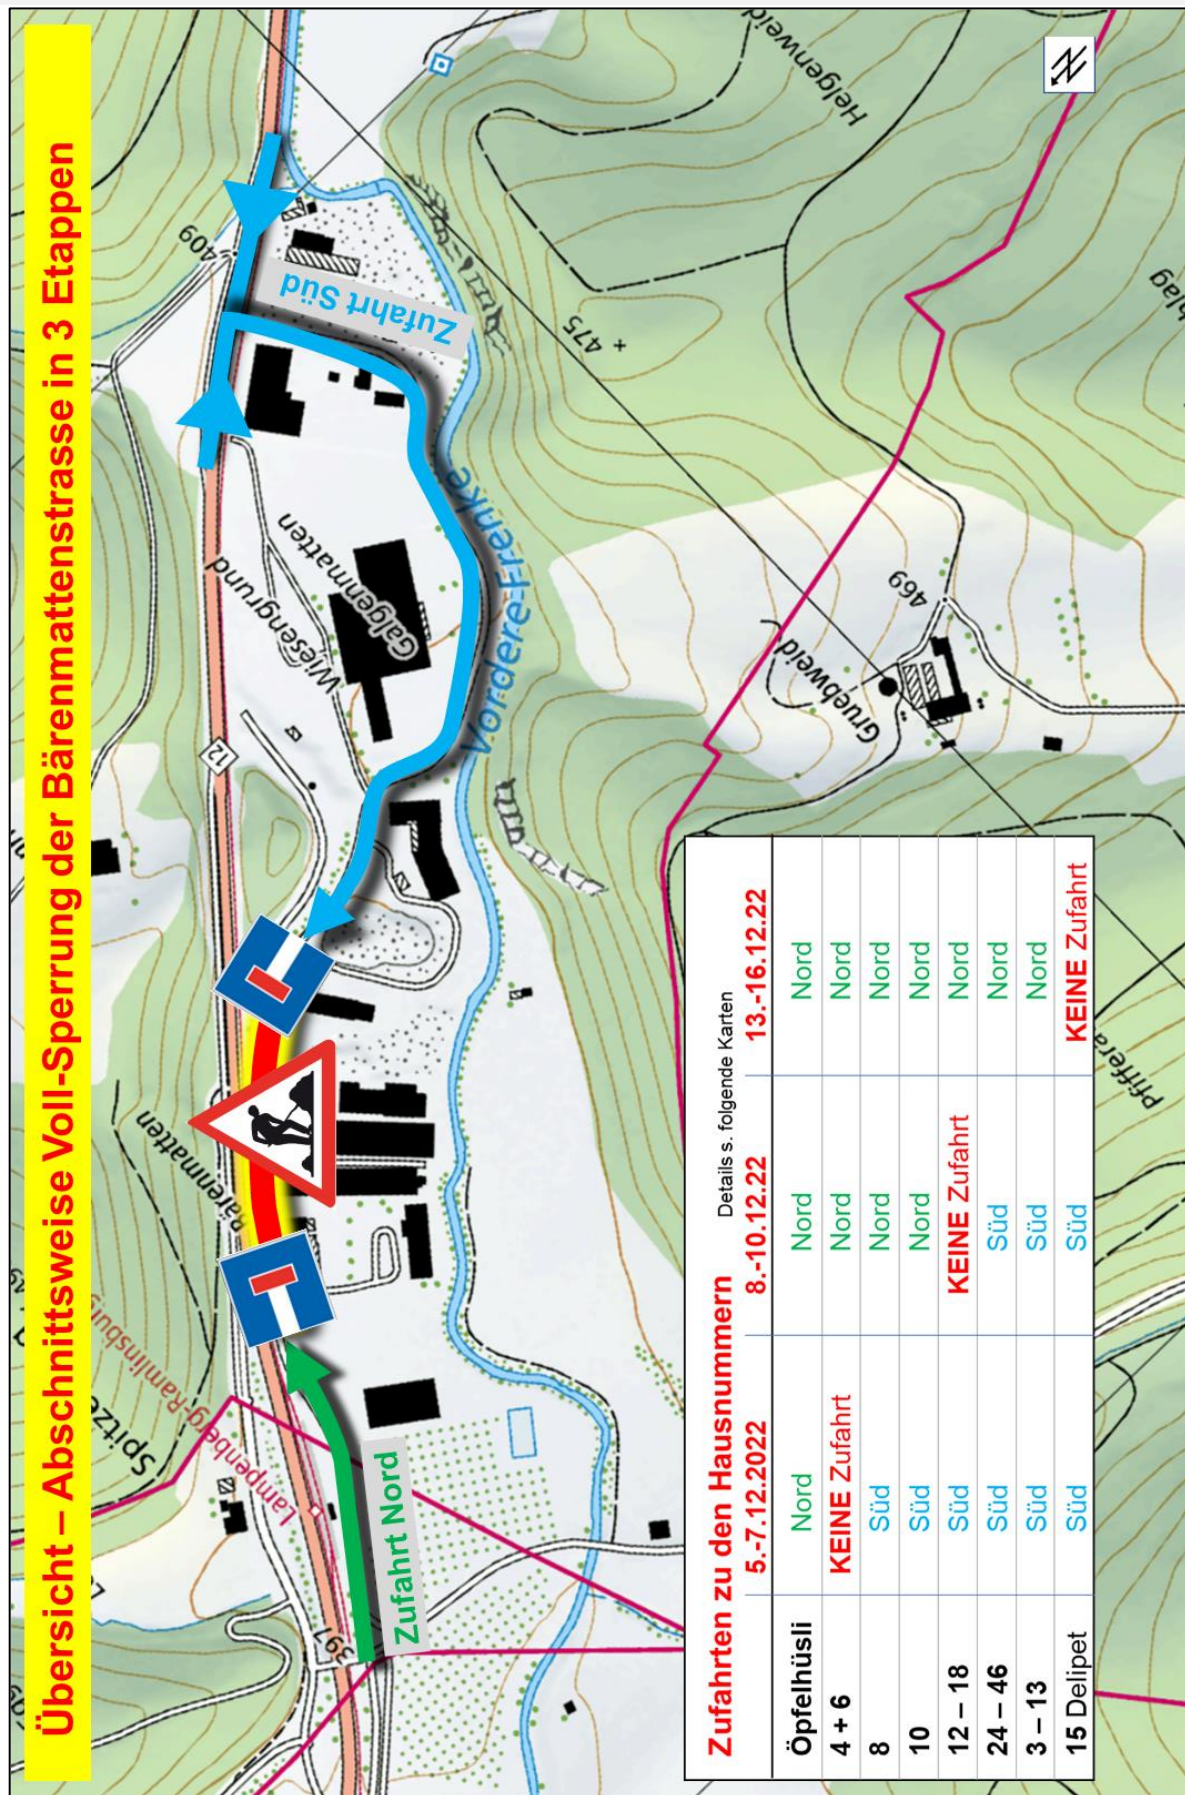 Übersicht – Abschnittsweise Voll-Sperrung der Bärenmattenstrasse in 3 Etappen
409
Zufahrt Süd
Helgenweid
475
Galgenmatten
Wiesengrund
Vordere Frenke
12
469
Gruebweid
hlag
Bärenmatten
Pfiffera
Spitze
Lampenberg-Ramlinsburg
397
Zufahrt Nord
Zufahrten zu den Hausnummern Details s. folgende Karten
5.-7.12.2022 8.-10.12.22 13.-16.12.22
Öpfelhüsli Nord Nord Nord
4 + 6 KEINE Zufahrt Nord Nord
8 Süd Nord Nord
10 Süd Nord Nord
12 – 18 Süd KEINE Zufahrt Nord
24 – 46 Süd Süd Nord
3 – 13 Süd Süd Nord
15 Delipet Süd Süd KEINE Zufahrt